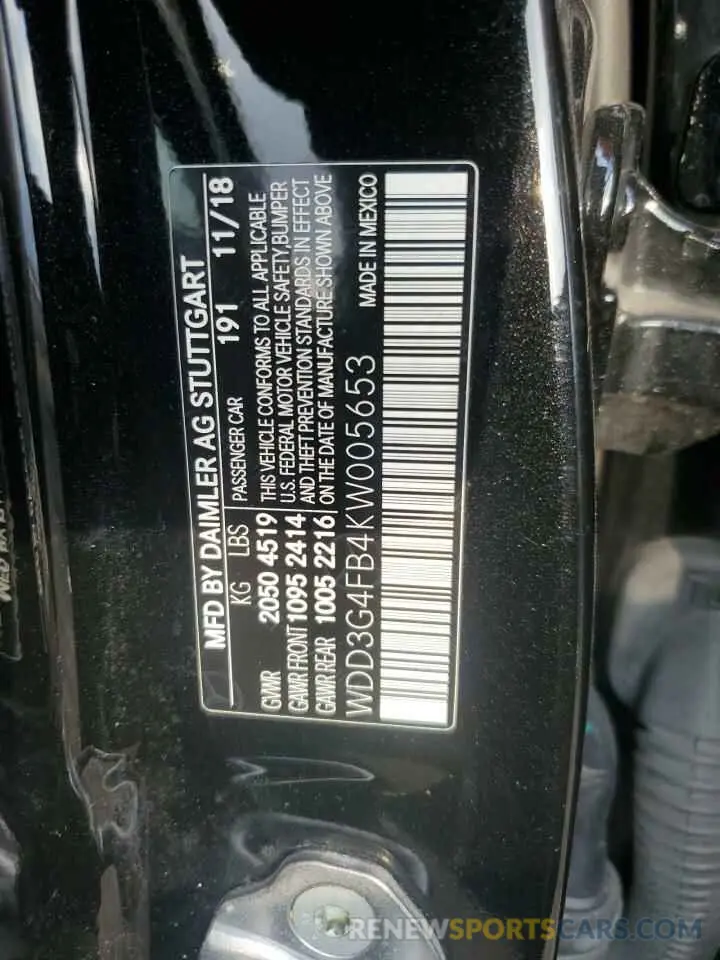 MFD BY DAIMLER AG STUTTGART
191 11/18
KG LBS PASSENGER CAR
GVWR 2050 4519
GAWR FRONT 1095 2414
GAWR REAR 1005 2216
THIS VEHICLE CONFORMS TO ALL APPLICABLE
U.S. FEDERAL MOTOR VEHICLE SAFETY,BUMPER
AND THEFT PREVENTION STANDARDS IN EFFECT
ON THE DATE OF MANUFACTURE SHOWN ABOVE
WDD3G4FB4KW005653 MADE IN MEXICO
RENEWSPORTSCARS.COM